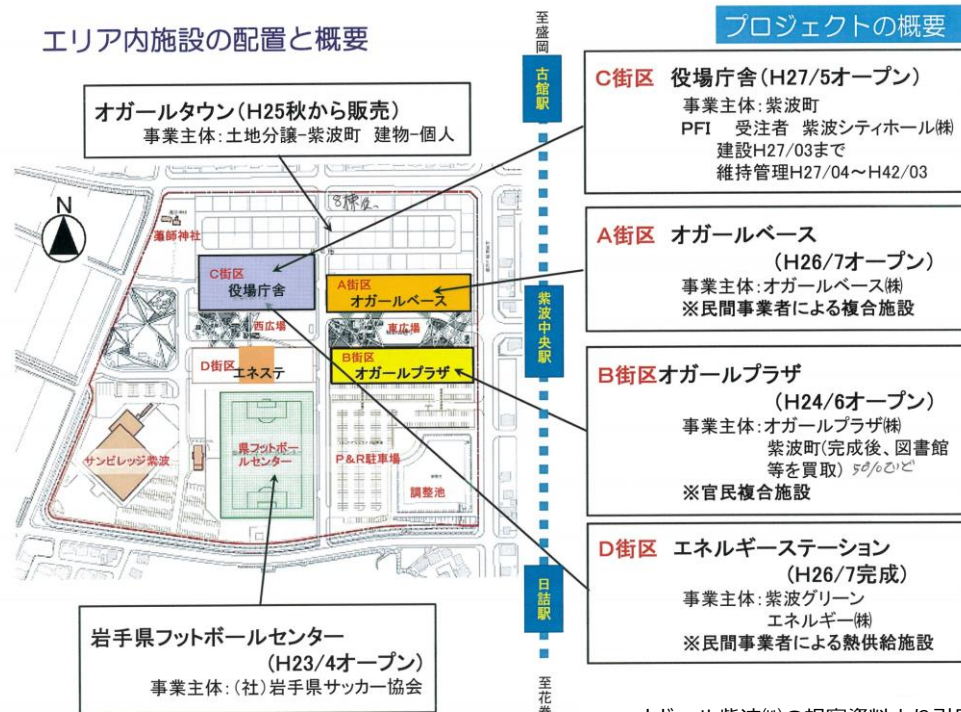 エリア内施設の配置と概要
プロジェクトの概要
オガールタウン(H25秋から販売)
事業主体:土地分譲-紫波町 建物-個人
N
薬師神社
8棟
C街区
役場庁舎
A街区
オガールベース
西広場
東広場
D街区
エネステ
B街区
オガールプラザ
サンビレッジ紫波
県フットボー
ルセンター
P&R駐車場
調整池
岩手県フットボールセンター
(H23/4オープン)
事業主体:(社)岩手県サッカー協会
至盛岡
古館駅
紫波中央駅
日詰駅
至花巻
C街区 役場庁舎(H27/5オープン)
事業主体:紫波町
PFI 受注者 紫波シティホール㈱
建設H27/03まで
維持管理H27/04~H42/03
A街区 オガールベース
(H26/7オープン)
事業主体:オガールベース㈱
※民間事業者による複合施設
B街区オガールプラザ
(H24/6オープン)
事業主体:オガールプラザ㈱
紫波町(完成後、図書館
等を買取) 50%ほど
※官民複合施設
D街区 エネルギーステーション
(H26/7完成)
事業主体:紫波グリーン
エネルギー㈱
※民間事業者による熱供給施設